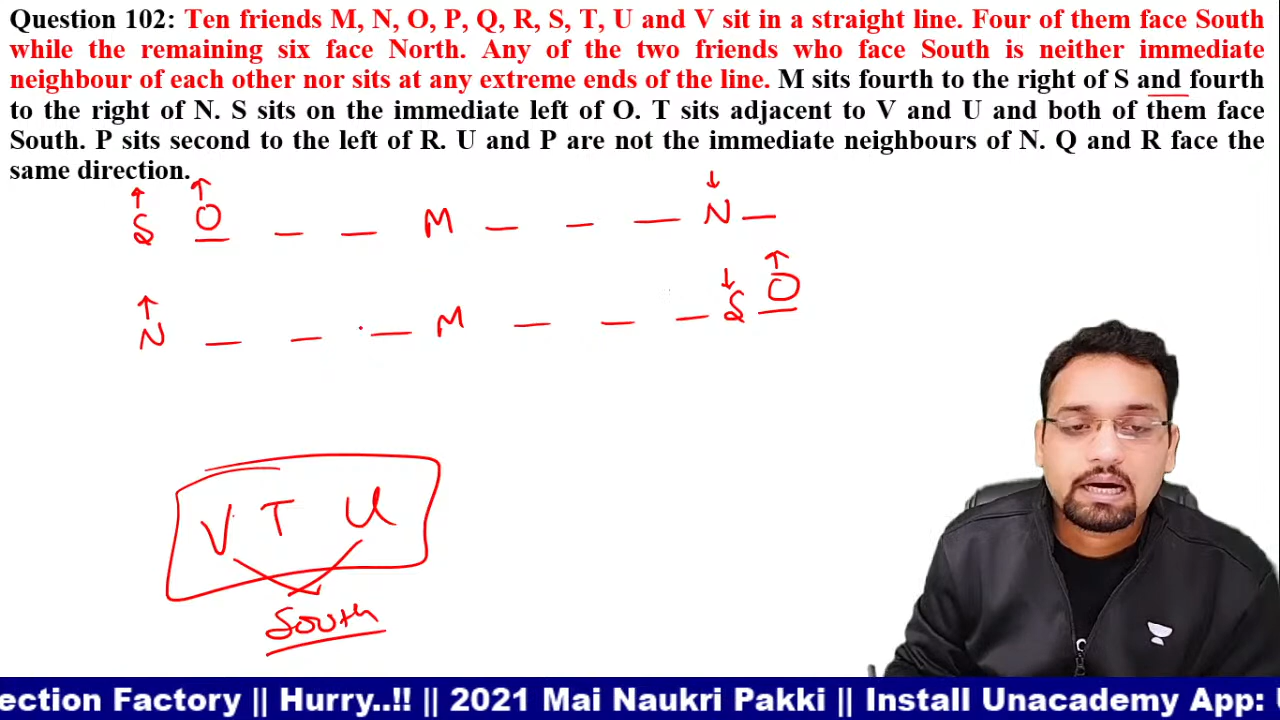 Question 102: Ten friends M, N, O, P, Q, R, S, T, U and V sit in a straight line. Four of them face South
while the remaining six face North. Any of the two friends who face South is neither immediate
neighbour of each other nor sits at any extreme ends of the line. M sits fourth to the right of S and fourth
to the right of N. S sits on the immediate left of O. T sits adjacent to V and U and both of them face
South. P sits second to the left of R. U and P are not the immediate neighbours of N. Q and R face the
same direction.
↑ ↑ ↓
S O _ _ M _ _ _ N _
↑ ↓ ↑
N _ _ _ M _ _ _ S O
V T U
South
ection Factory || Hurry..!! || 2021 Mai Naukri Pakki || Install Unacademy App: